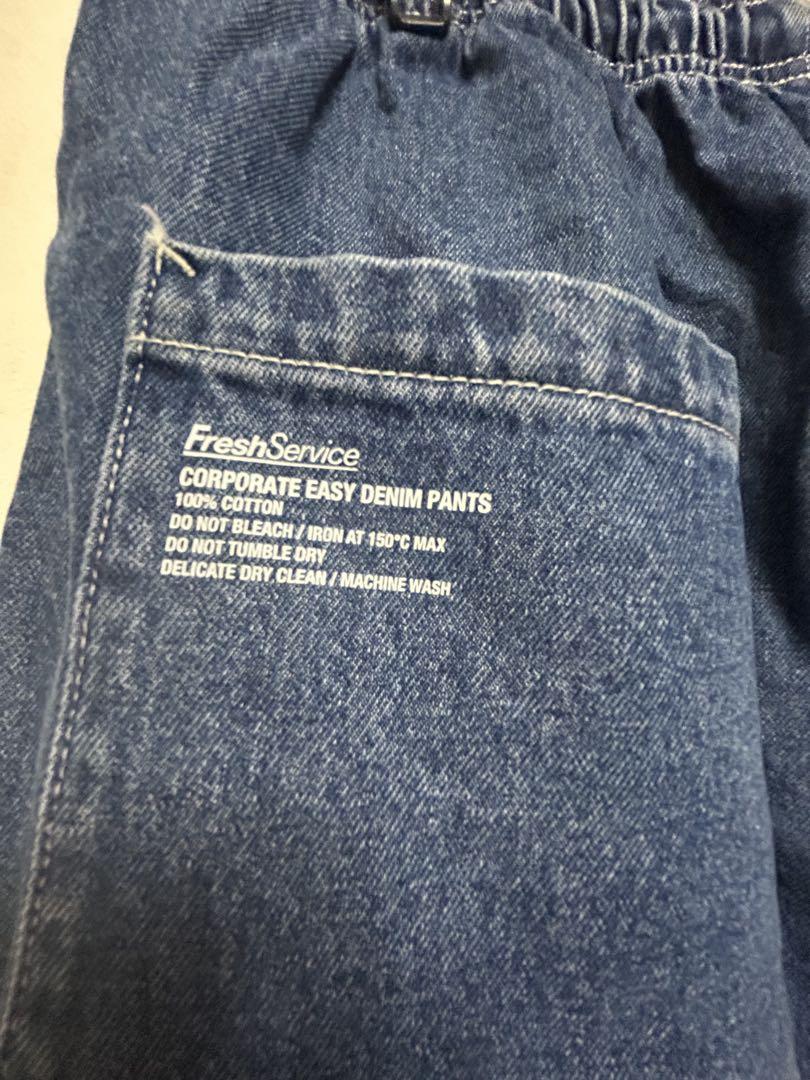 FreshService
CORPORATE EASY DENIM PANTS
100% COTTON
DO NOT BLEACH / IRON AT 150°C MAX
DO NOT TUMBLE DRY
DELICATE DRY CLEAN / MACHINE WASH